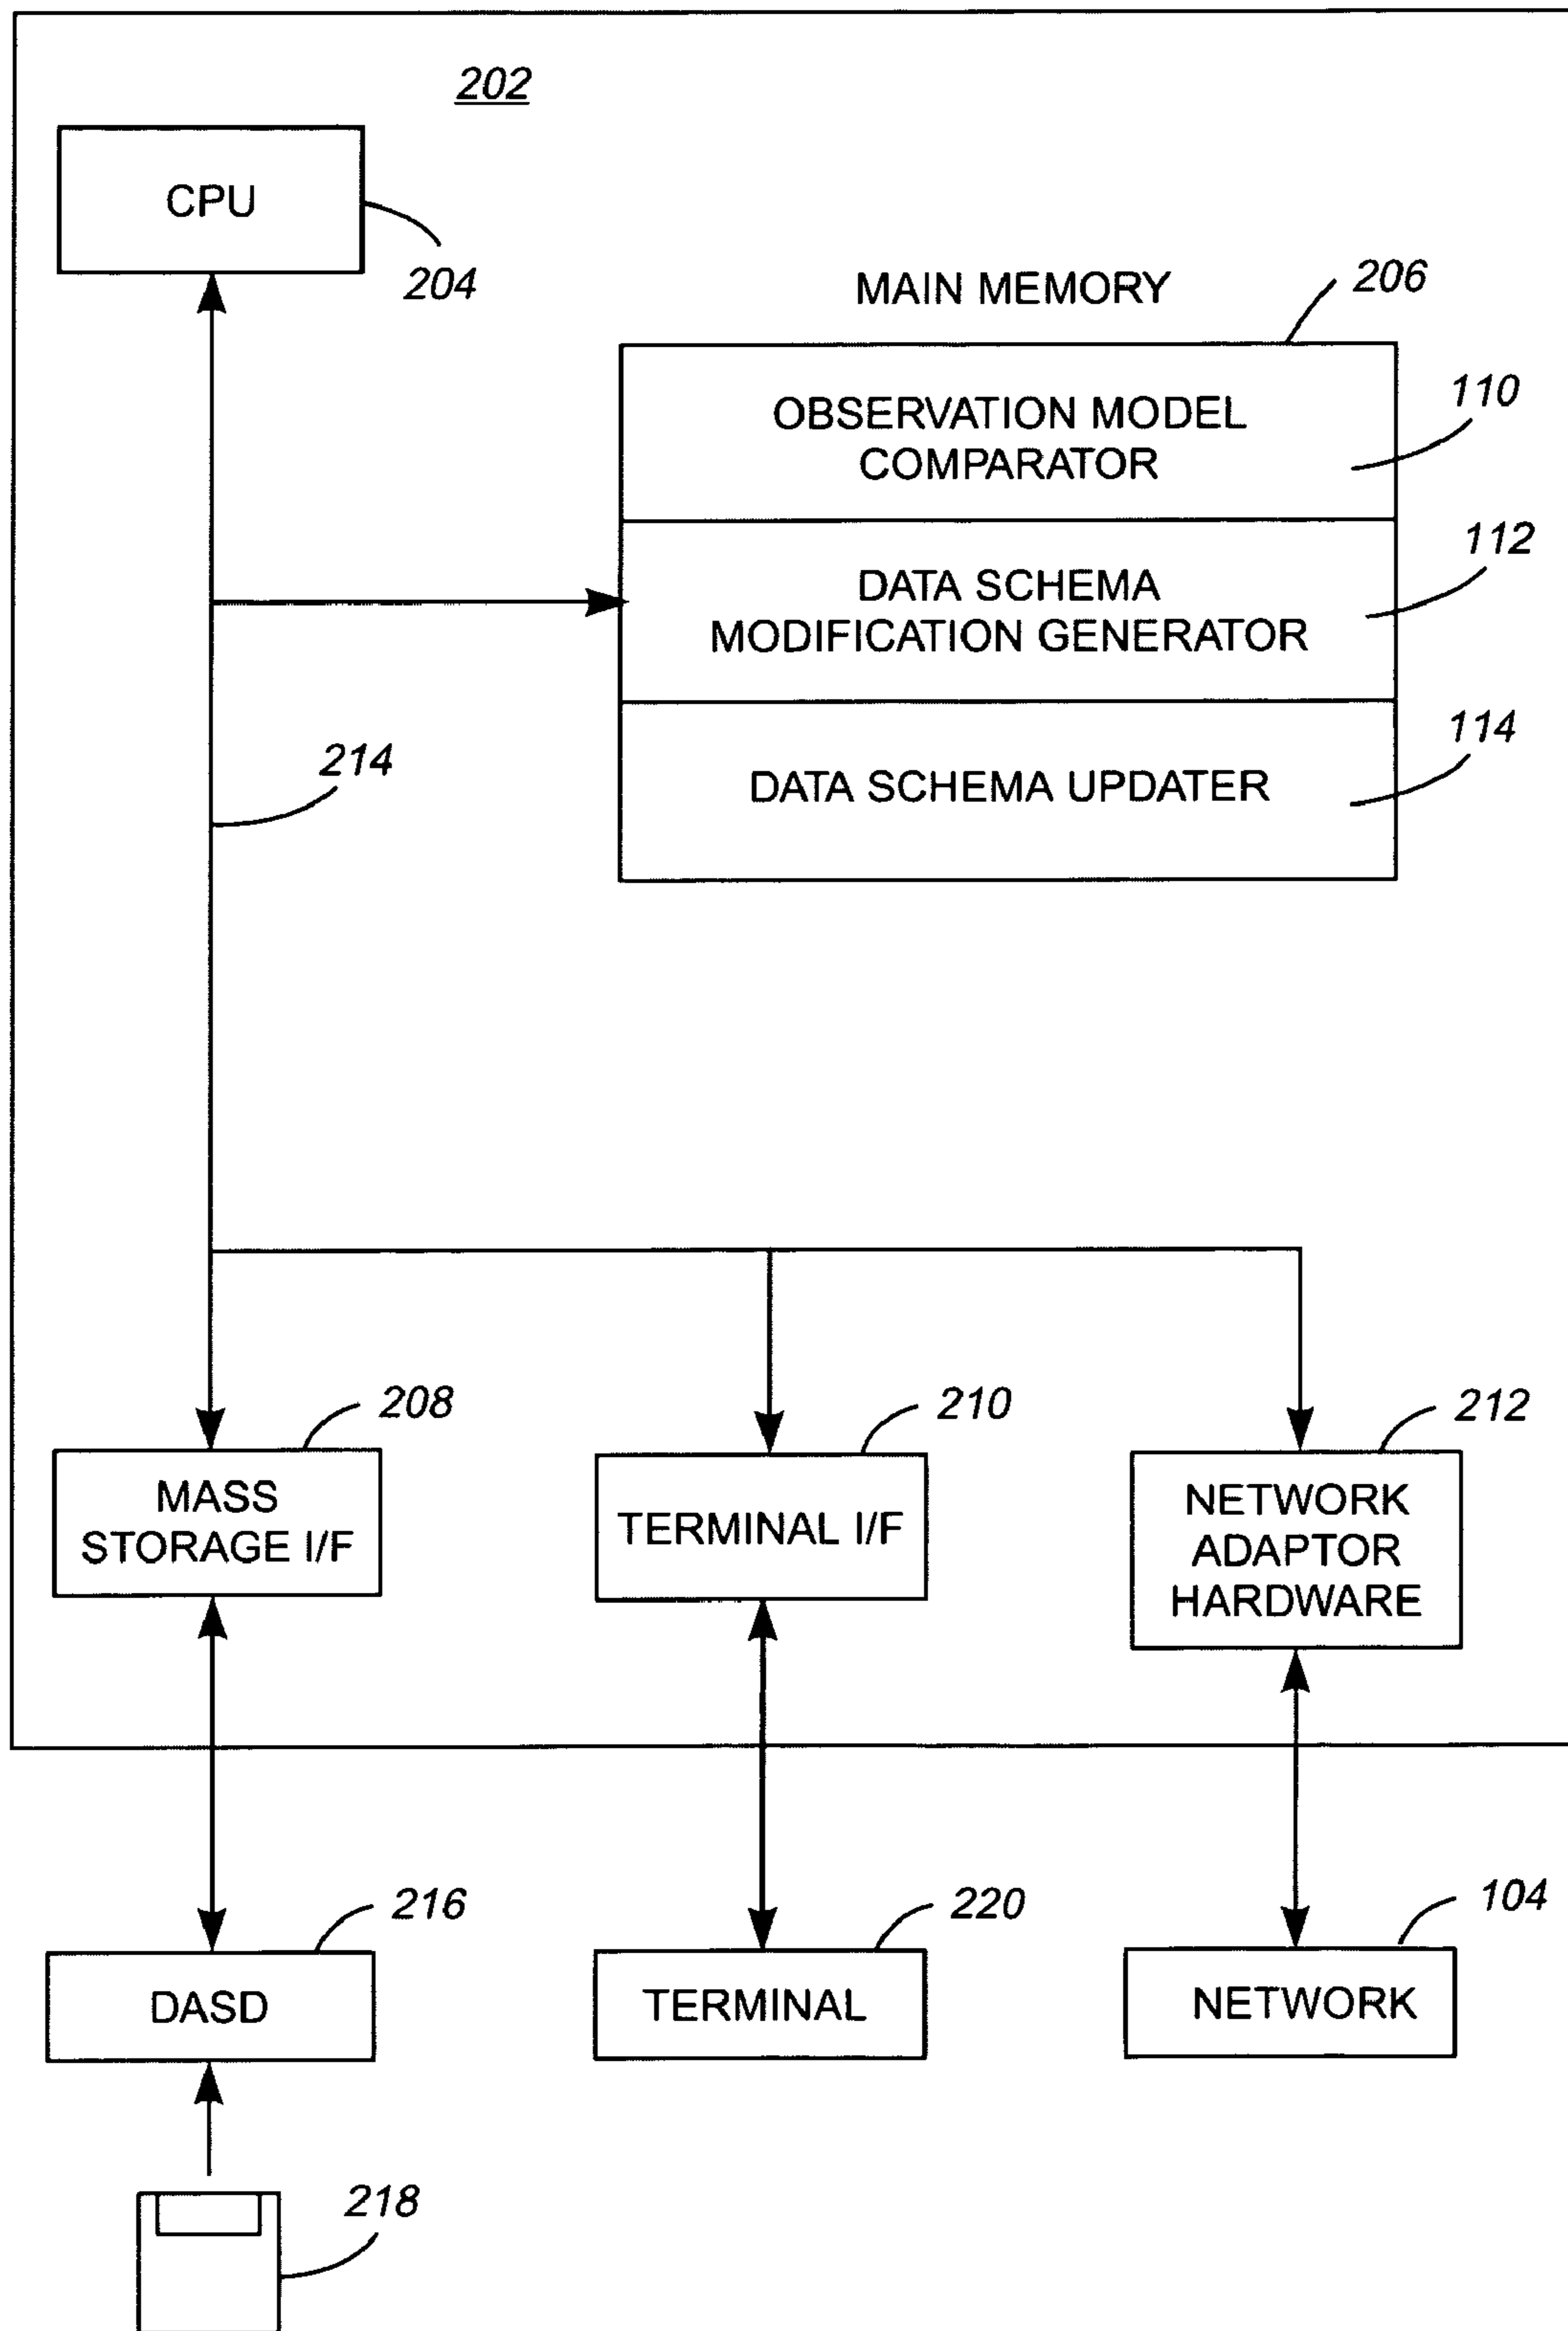 202
CPU
204
MAIN MEMORY
206
OBSERVATION MODEL
COMPARATOR
110
DATA SCHEMA
MODIFICATION GENERATOR
112
DATA SCHEMA UPDATER
114
214
MASS
STORAGE I/F
208
TERMINAL I/F
210
NETWORK
ADAPTOR
HARDWARE
212
DASD
216
TERMINAL
220
NETWORK
104
218